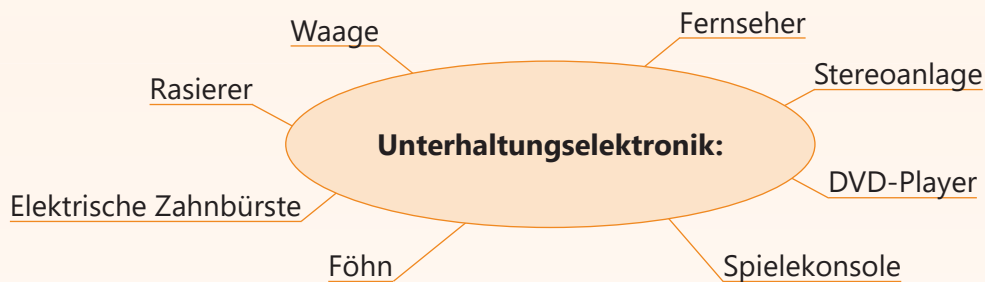 Waage
Fernseher
Rasierer
Stereoanlage
Unterhaltungselektronik:
Elektrische Zahnbürste
DVD-Player
Föhn
Spielekonsole